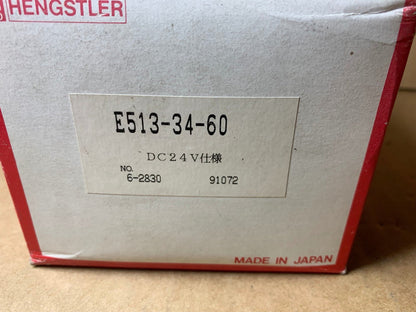 HENGSTLER
E513-34-60
DC24V仕様
NO.
6-2830 91072
MADE IN JAPAN